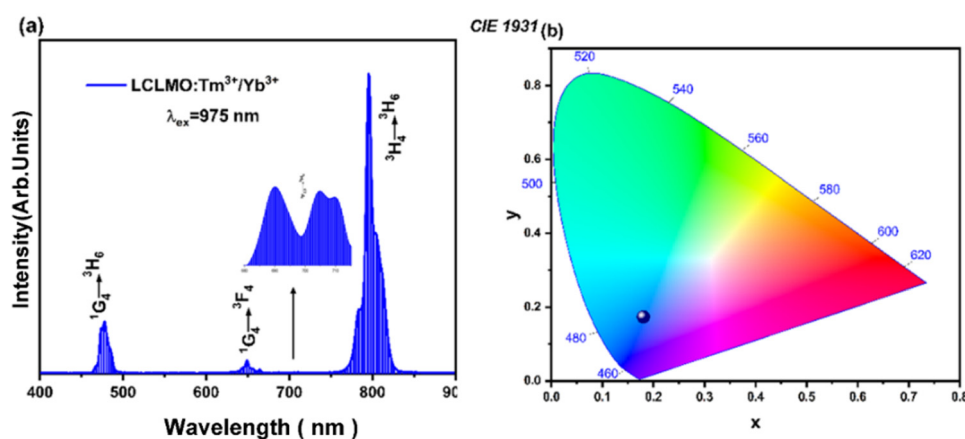 (a)
LCLMO:Tm³⁺/Yb³⁺
λex=975 nm
³H₆
³H₄
¹G₄
³H₆
¹G₄
³F₄
Intensity(Arb.Units)
400 500 600 700 800 90
Wavelength ( nm )
CIE 1931 (b)
520
540
560
580
600
620
500
480
460
0.8
0.6
0.4
0.2
0.0
y
0.0 0.1 0.2 0.3 0.4 0.5 0.6 0.7 0.8
x